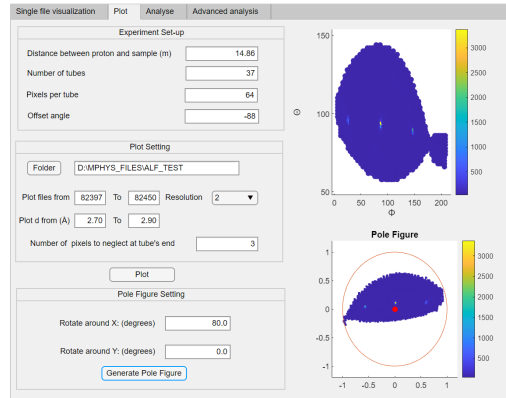 Single file visualization Plot Analyse Advanced analysis
Experiment Set-up
Distance between proton and sample (m) 14.86
Number of tubes 37
Pixels per tube 64
Offset angle -88
Plot Setting
Folder D:\MPHYS_FILES\ALF_TEST
Plot files from 82397 To 82450 Resolution 2
Plot d from (Å) 2.70 To 2.90
Number of pixels to neglect at tube's end 3
Plot
Pole Figure Setting
Rotate around X: (degrees) 80.0
Rotate around Y: (degrees) 0.0
Generate Pole Figure
150
100
50
Θ
0 50 100 150 200
Φ
3000
2500
2000
1500
1000
500
Pole Figure
1
0.5
0
-0.5
-1
-1 -0.5 0 0.5 1
3000
2500
2000
1500
1000
500